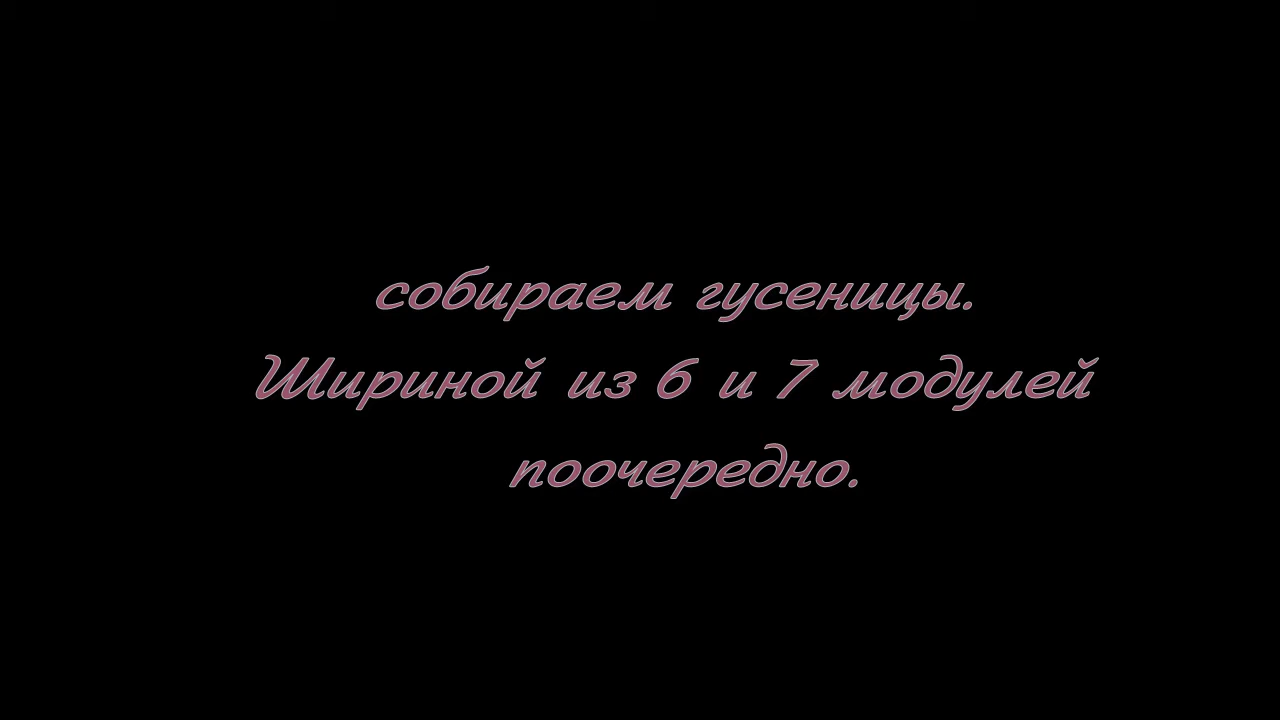 собираем гусеницы.
Шириной из 6 и 7 модулей
поочередно.